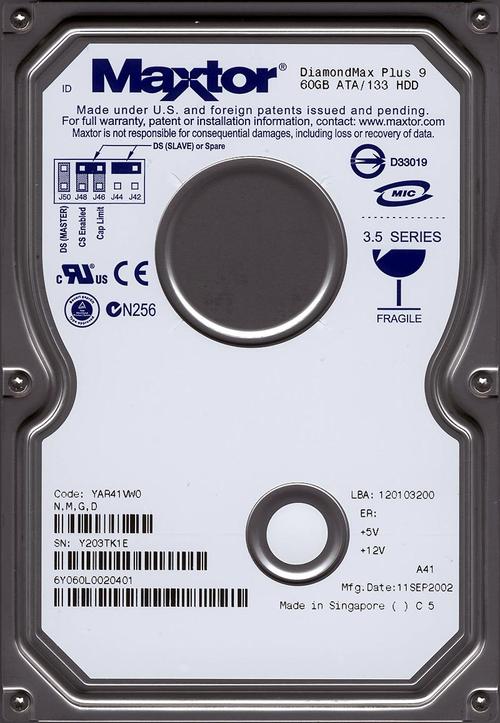 ID Maxtor®
DiamondMax Plus 9
60GB ATA/133 HDD
Made under U.S. and foreign patents issued and pending.
For full warranty, patent or installation information, contact: www.maxtor.com
Maxtor is not responsible for consequential damages, including loss or recovery of data.
DS (SLAVE) or Spare
J50 J48 J46 J44 J42
DS (MASTER)
CS Enabled
Cap Limit
D33019
MIC
3.5 SERIES
FRAGILE
c RU US CE
N256
Code: YAR41VW0
N,M,G,D
SN: Y203TK1E
6Y060L0020401
LBA: 120103200
ER:
+5V
+12V
A41
Mfg.Date:11SEP2002
Made in Singapore ( ) C 5